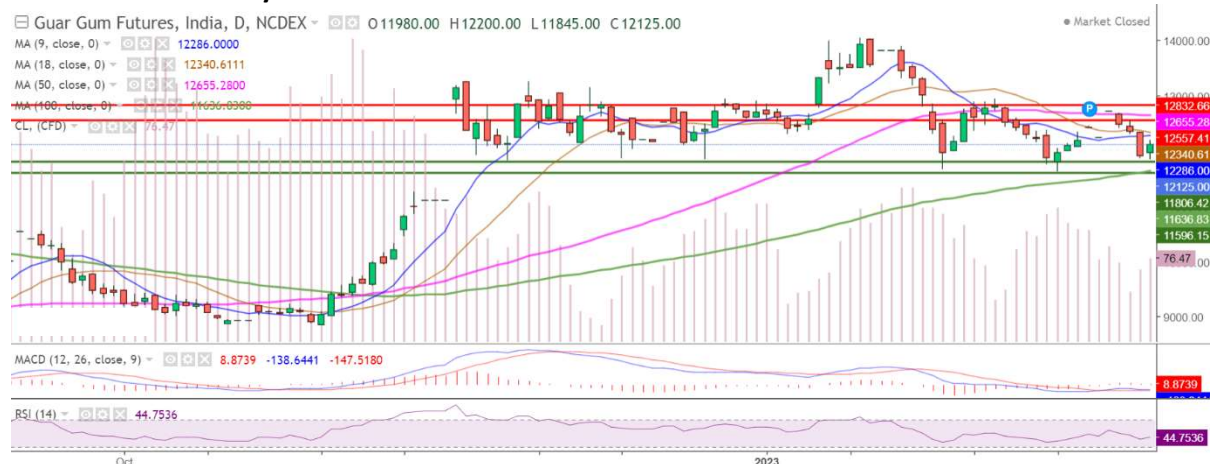 Guar Gum Futures, India, D, NCDEX O11980.00 H12200.00 L11845.00 C12125.00
Market Closed
MA (9, close, 0) 12286.0000
MA (18, close, 0) 12340.6111
MA (50, close, 0) 12655.2800
MA (100, close, 0) 11636.8300
CL, (CFD) 76.47
14000.00
13000.00
12832.66
12655.28
12557.41
12340.61
12286.00
12125.00
11806.42
11636.83
11596.15
76.47
9000.00
P
MACD (12, 26, close, 9) 8.8739 -138.6441 -147.5180
8.8739
RSI (14) 44.7536
44.7536
Oct
2023